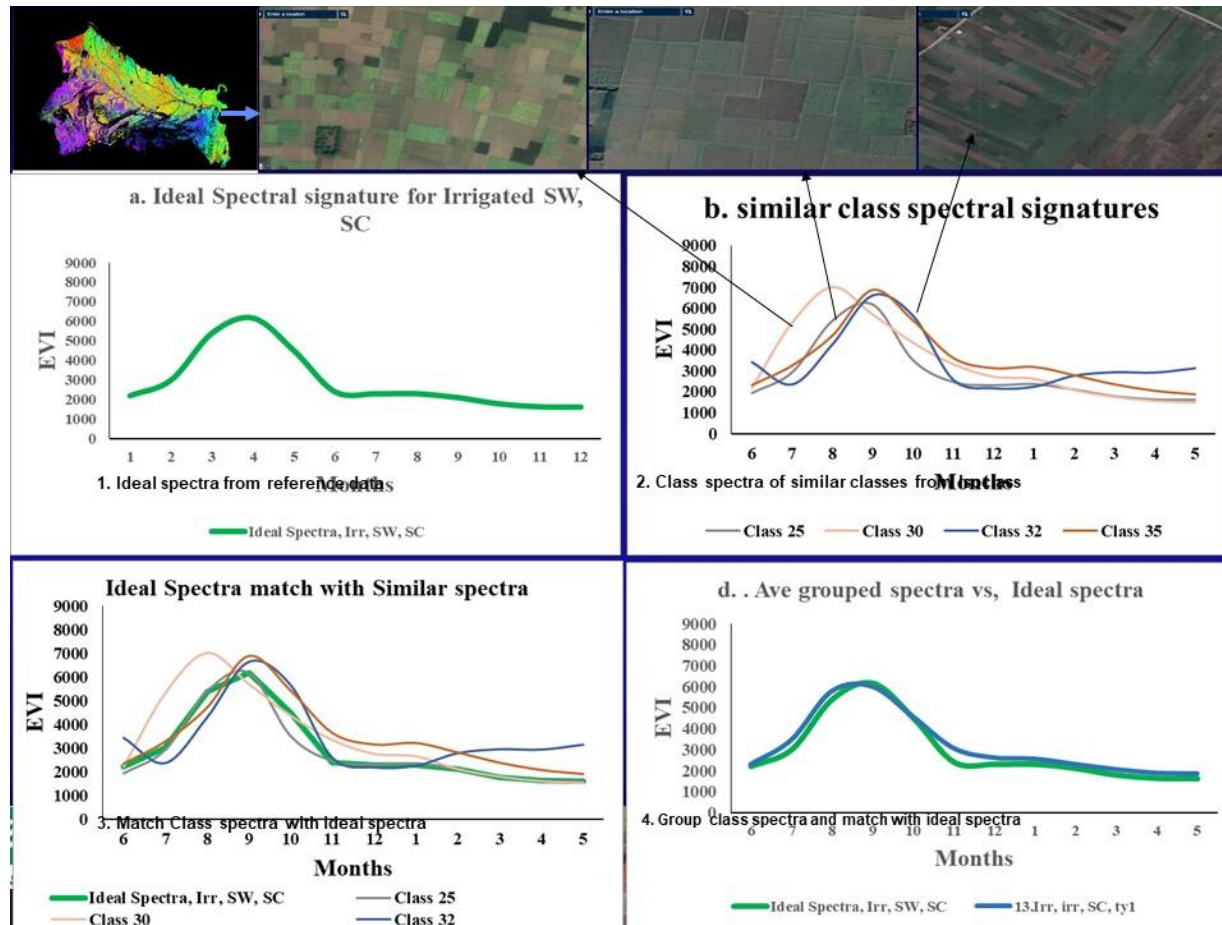 Enter a location
Enter a location
Enter a location
a. Ideal Spectral signature for Irrigated SW,
SC
EVI
9000
8000
7000
6000
5000
4000
3000
2000
1000
0
1 2 3 4 5 6 7 8 9 10 11 12
Months
1. Ideal spectra from reference data
Ideal Spectra, Irr, SW, SC
b. similar class spectral signatures
EVI
9000
8000
7000
6000
5000
4000
3000
2000
1000
0
6 7 8 9 10 11 12 1 2 3 4 5
Months
2. Class spectra of similar classes from
Class 25 Class 30 Class 32 Class 35
Ideal Spectra match with Similar spectra
EVI
9000
8000
7000
6000
5000
4000
3000
2000
1000
0
3. Match Class spectra with Ideal spectra
6 7 8 9 10 11 12 1 2 3 4 5
Months
Ideal Spectra, Irr, SW, SC Class 25
Class 30 Class 32
d. . Ave grouped spectra vs, Ideal spectra
EVI
9000
8000
7000
6000
5000
4000
3000
2000
1000
0
4. Group class spectra and match with ideal spectra
6 7 8 9 10 11 12 1 2 3 4 5
Months
Ideal Spectra, Irr, SW, SC 13.Irr, irr, SC, ty1